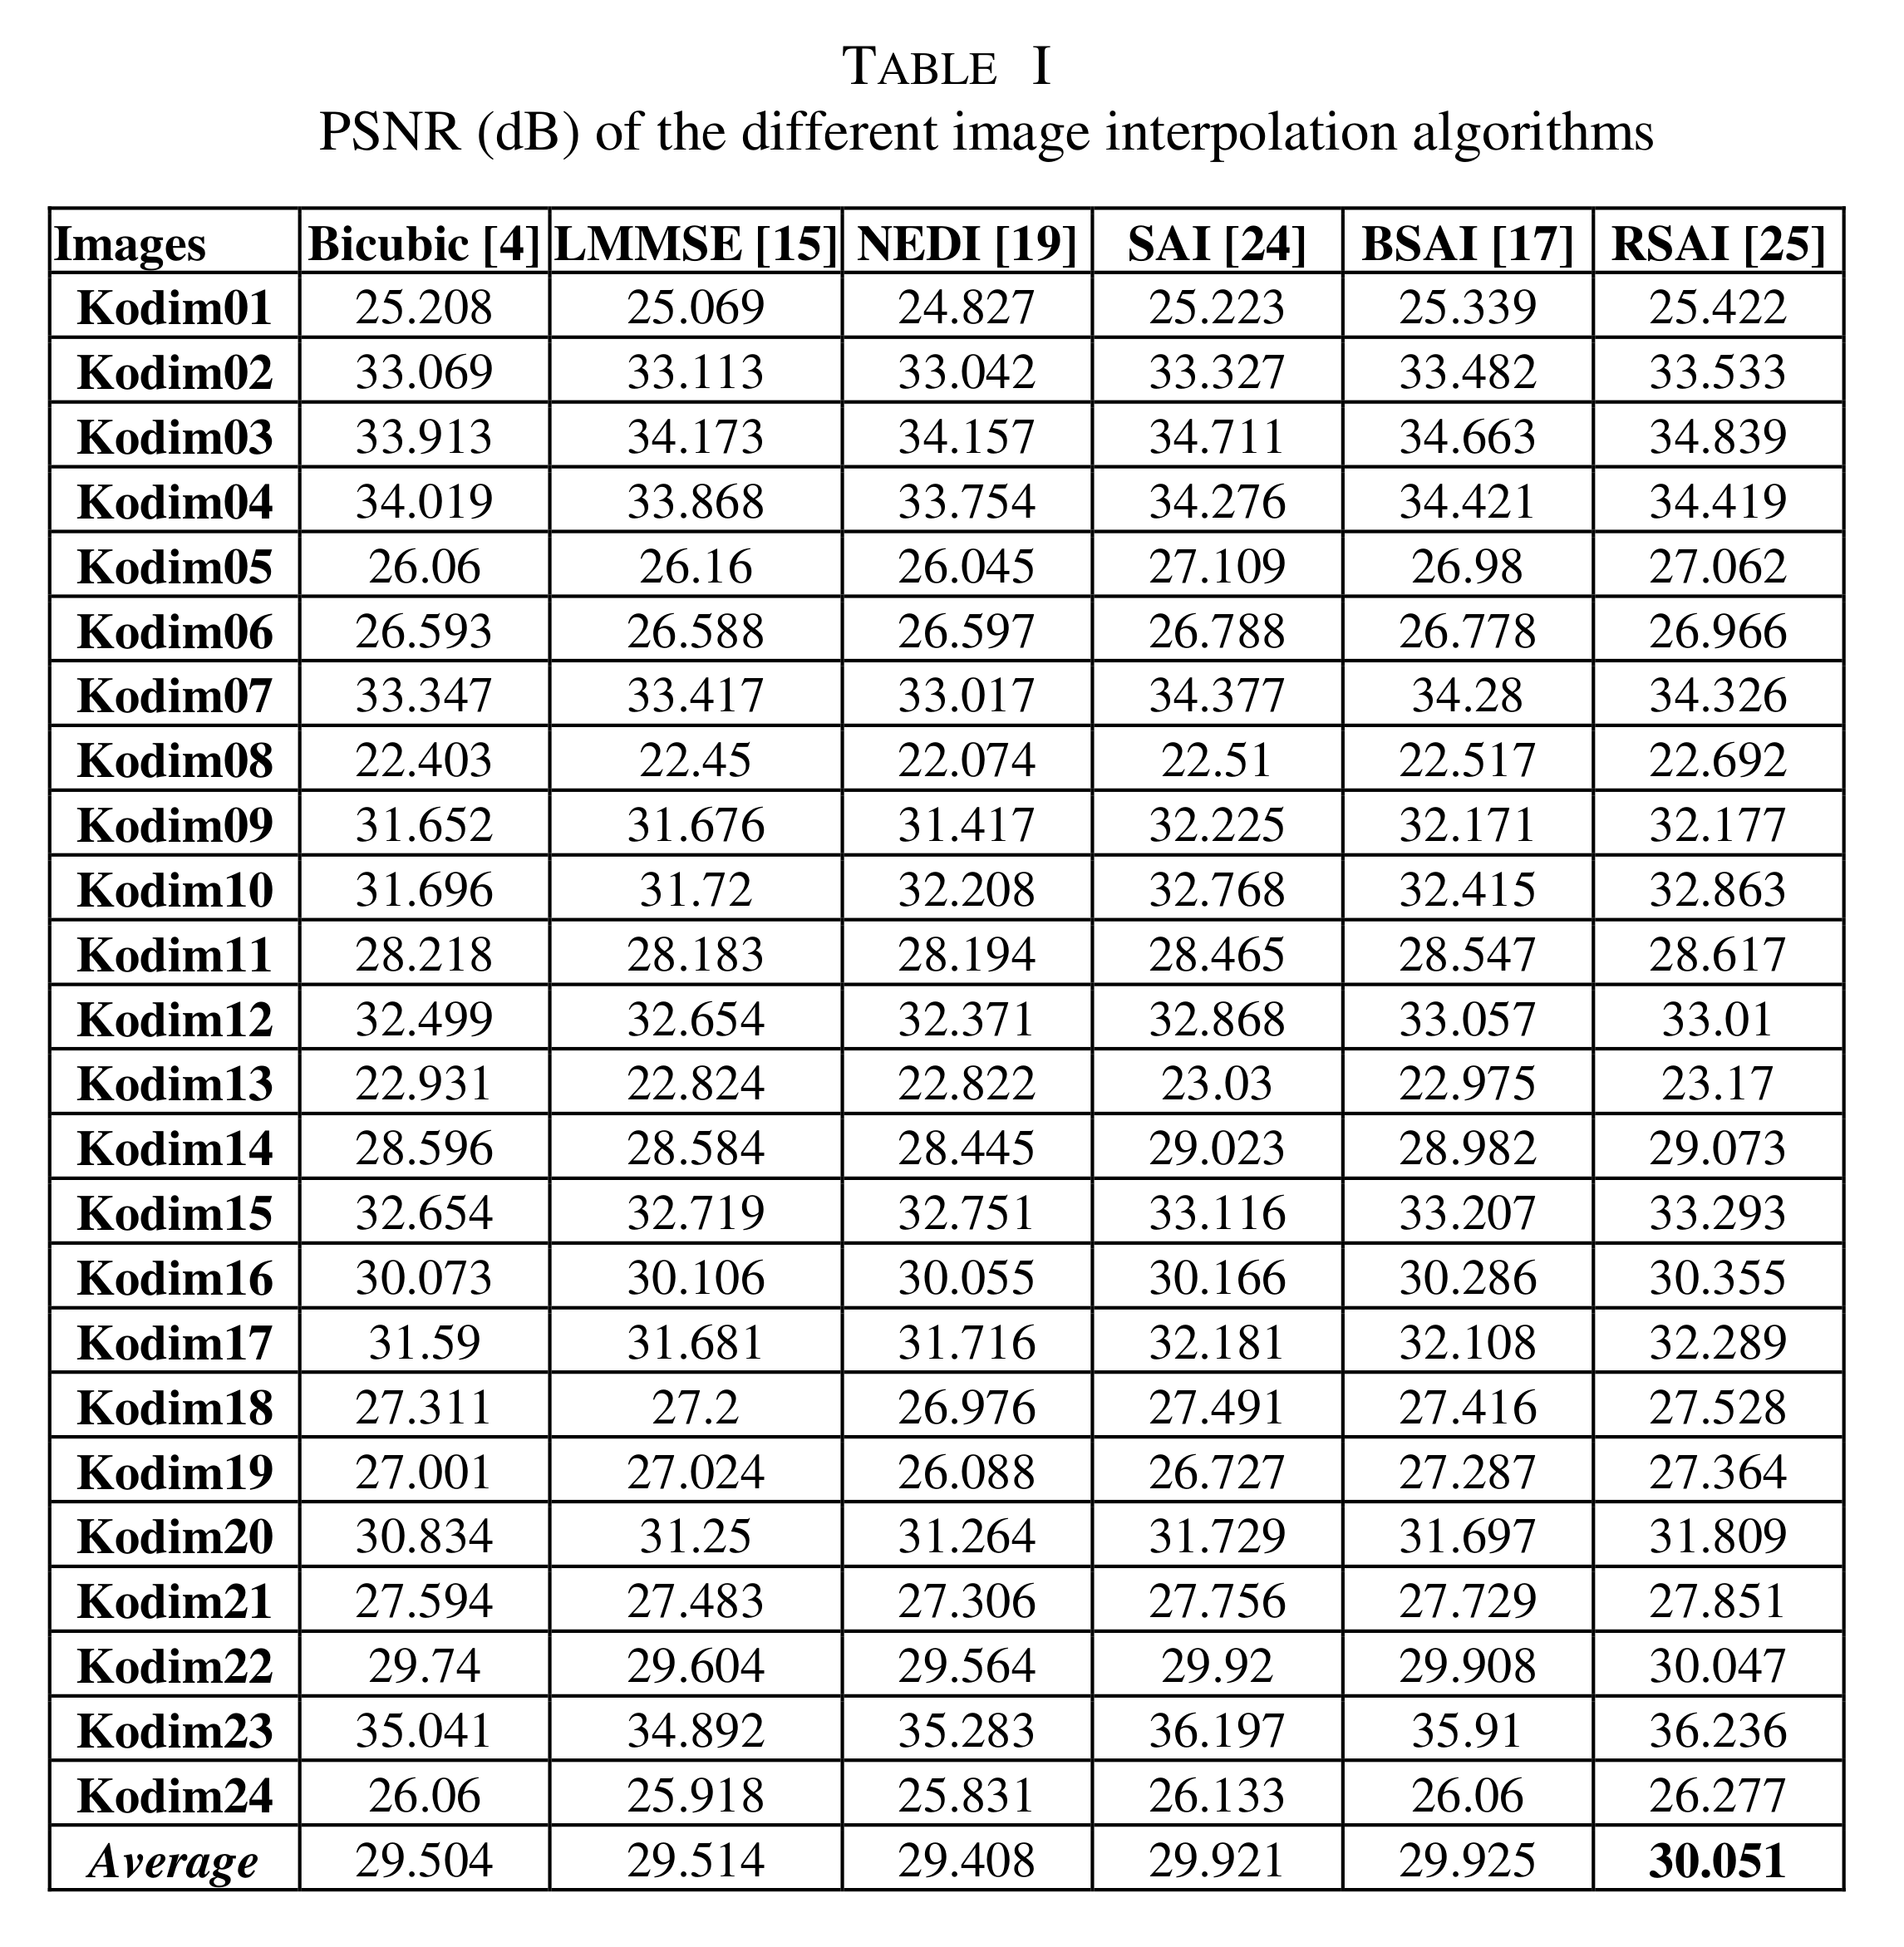 TABLE I
PSNR (dB) of the different image interpolation algorithms
Images Bicubic [4] LMMSE [15] NEDI [19] SAI [24] BSAI [17] RSAI [25]
Kodim01 25.208 25.069 24.827 25.223 25.339 25.422
Kodim02 33.069 33.113 33.042 33.327 33.482 33.533
Kodim03 33.913 34.173 34.157 34.711 34.663 34.839
Kodim04 34.019 33.868 33.754 34.276 34.421 34.419
Kodim05 26.06 26.16 26.045 27.109 26.98 27.062
Kodim06 26.593 26.588 26.597 26.788 26.778 26.966
Kodim07 33.347 33.417 33.017 34.377 34.28 34.326
Kodim08 22.403 22.45 22.074 22.51 22.517 22.692
Kodim09 31.652 31.676 31.417 32.225 32.171 32.177
Kodim10 31.696 31.72 32.208 32.768 32.415 32.863
Kodim11 28.218 28.183 28.194 28.465 28.547 28.617
Kodim12 32.499 32.654 32.371 32.868 33.057 33.01
Kodim13 22.931 22.824 22.822 23.03 22.975 23.17
Kodim14 28.596 28.584 28.445 29.023 28.982 29.073
Kodim15 32.654 32.719 32.751 33.116 33.207 33.293
Kodim16 30.073 30.106 30.055 30.166 30.286 30.355
Kodim17 31.59 31.681 31.716 32.181 32.108 32.289
Kodim18 27.311 27.2 26.976 27.491 27.416 27.528
Kodim19 27.001 27.024 26.088 26.727 27.287 27.364
Kodim20 30.834 31.25 31.264 31.729 31.697 31.809
Kodim21 27.594 27.483 27.306 27.756 27.729 27.851
Kodim22 29.74 29.604 29.564 29.92 29.908 30.047
Kodim23 35.041 34.892 35.283 36.197 35.91 36.236
Kodim24 26.06 25.918 25.831 26.133 26.06 26.277
Average 29.504 29.514 29.408 29.921 29.925 30.051